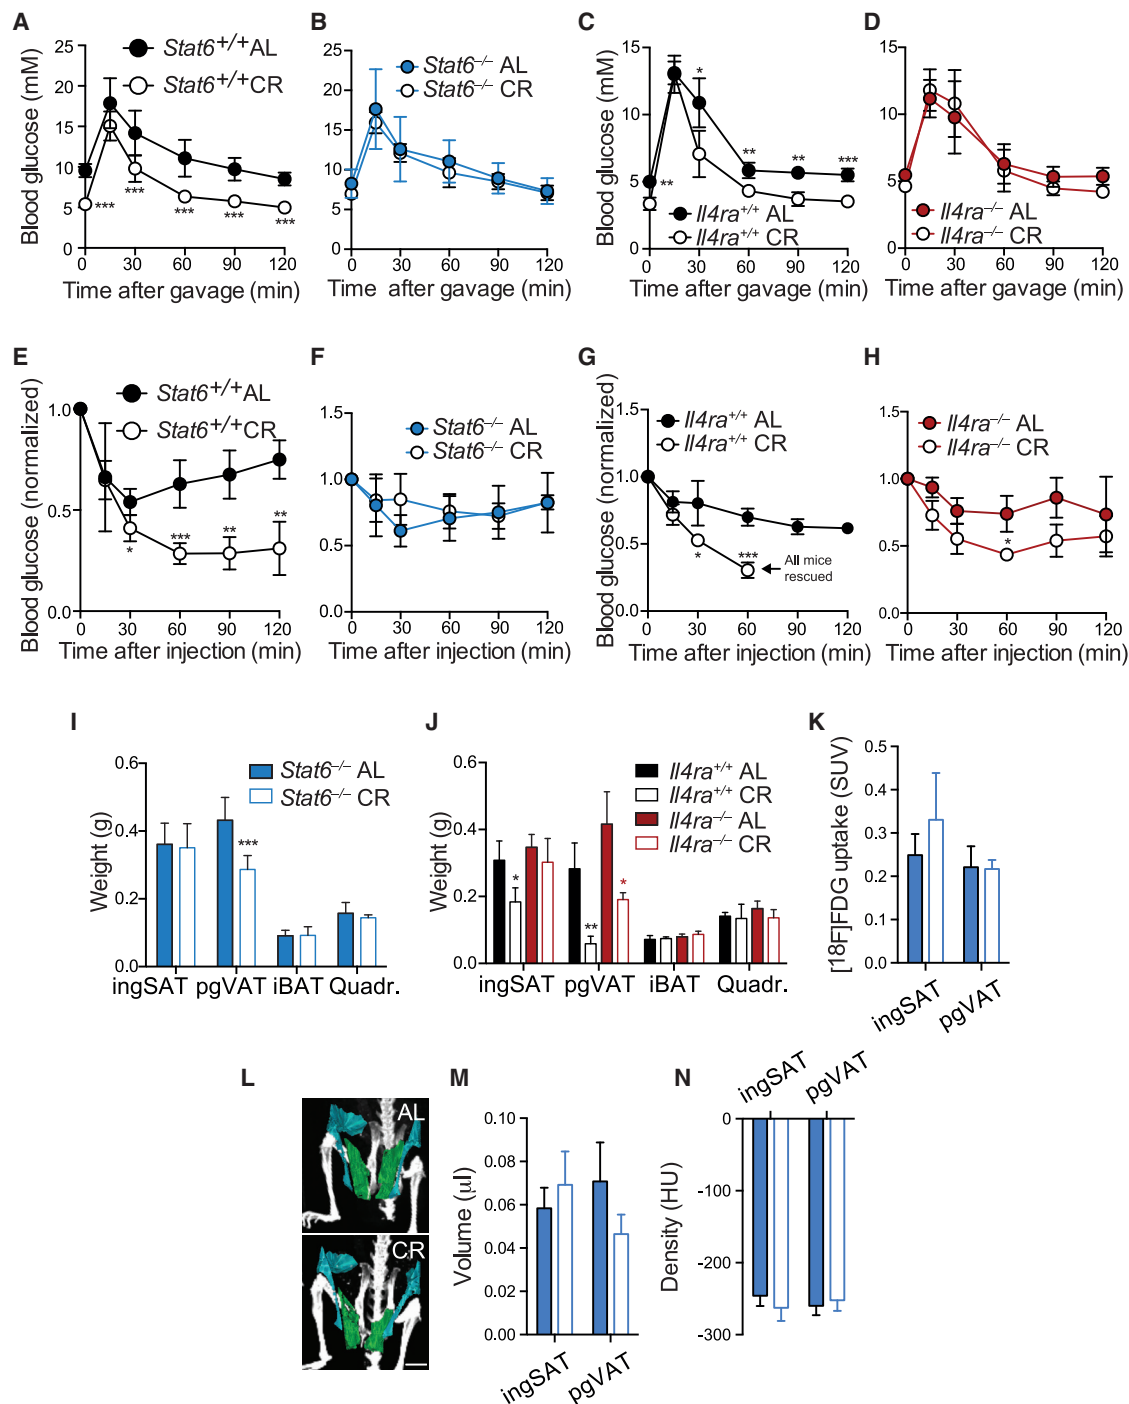 A
Blood glucose (mM)
25
20
15
10
5
0
Stat6+/+AL
Stat6+/+CR
***
***
***
***
***
0 30 60 90 120
Time after gavage (min)
B
25
20
15
10
5
0
Stat6–/– AL
Stat6–/– CR
0 30 60 90 120
Time after gavage (min)
C
Blood glucose (mM)
15
10
5
0
*
**
**
**
***
Il4ra+/+ AL
Il4ra+/+ CR
0 30 60 90 120
Time after gavage (min)
D
15
10
5
0
Il4ra–/– AL
Il4ra–/– CR
0 30 60 90 120
Time after gavage (min)
E
Blood glucose (normalized)
1.0
0.5
0.0
Stat6+/+AL
Stat6+/+CR
*
***
**
**
0 30 60 90 120
Time after injection (min)
F
1.5
1.0
0.5
0.0
Stat6–/– AL
Stat6–/– CR
0 30 60 90 120
Time after injection (min)
G
Blood glucose (normalized)
1.5
1.0
0.5
0.0
Il4ra+/+ AL
Il4ra+/+ CR
*
***
All mice
rescued
0 30 60 90 120
Time after injection (min)
H
1.5
1.0
0.5
0.0
Il4ra–/– AL
Il4ra–/– CR
*
0 30 60 90 120
Time after injection (min)
I
Weight (g)
0.6
0.4
0.2
0.0
Stat6–/– AL
Stat6–/– CR
***
ingSAT pgVAT iBAT Quadr.
J
Weight (g)
0.6
0.4
0.2
0.0
Il4ra+/+ AL
Il4ra+/+ CR
Il4ra–/– AL
Il4ra–/– CR
*
**
*
ingSAT pgVAT iBAT Quadr.
K
[18F]FDG uptake (SUV)
0.5
0.4
0.3
0.2
0.1
0.0
ingSAT pgVAT
L
AL
CR
M
Volume (µl)
0.10
0.08
0.06
0.04
0.02
0.00
ingSAT pgVAT
N
ingSAT pgVAT
Density (HU)
0
-100
-200
-300